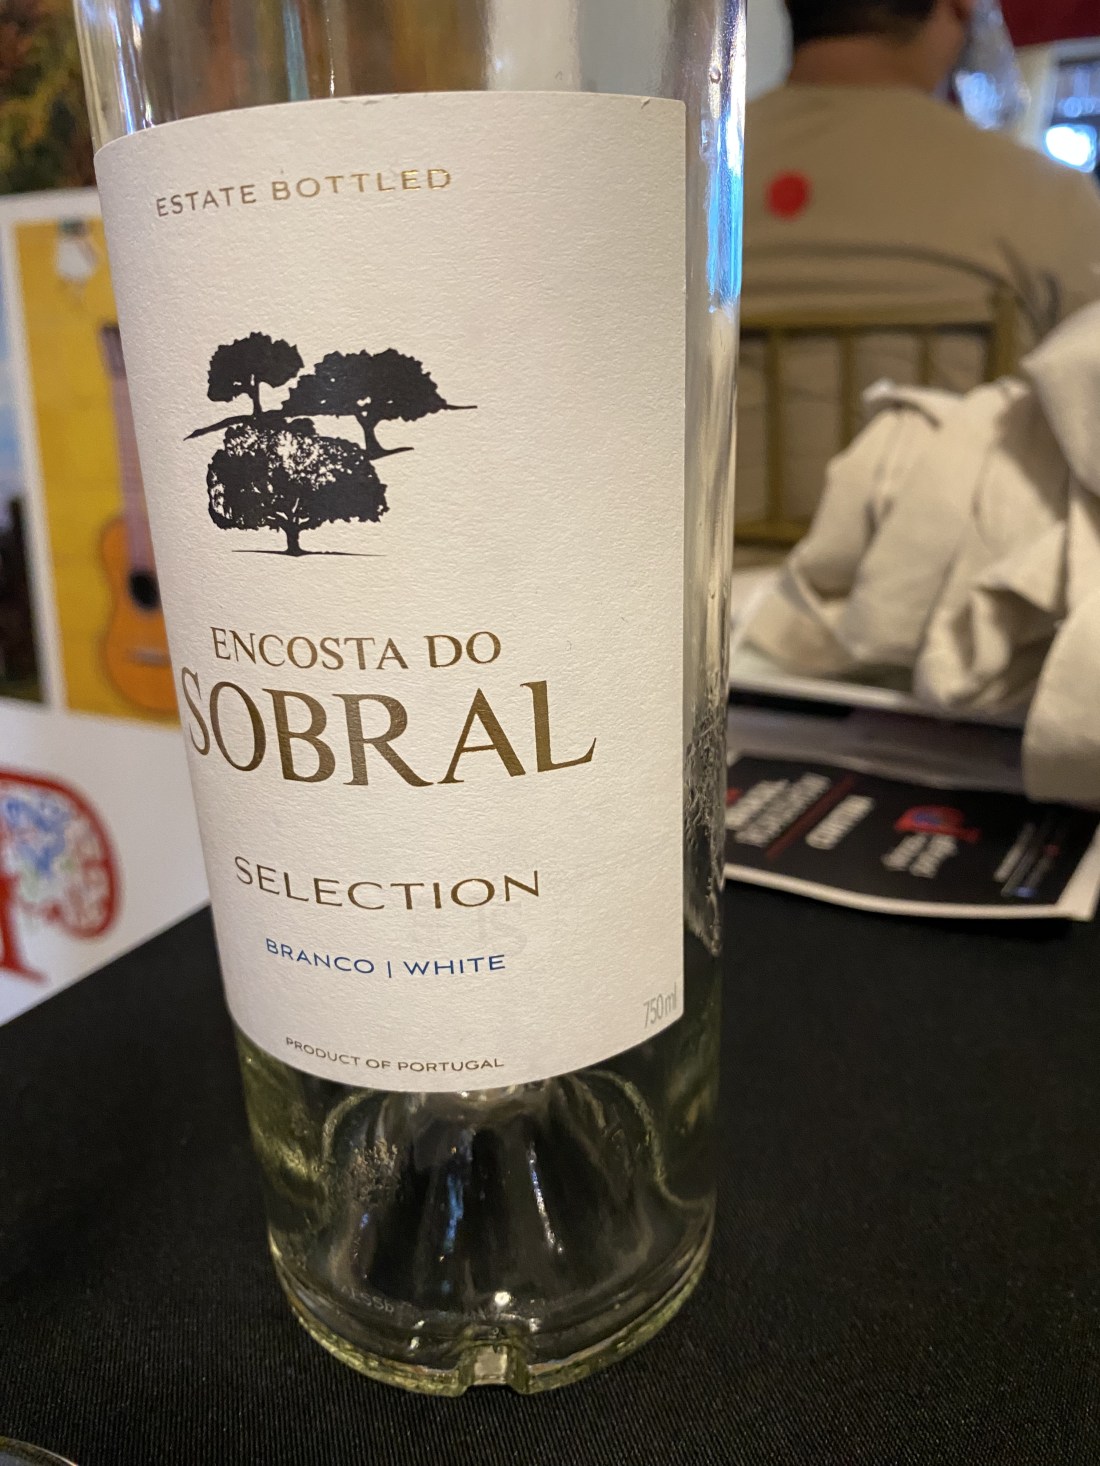 ESTATE BOTTLED
ENCOSTA DO
SOBRAL
SELECTION
BRANCO | WHITE
750ml
PRODUCT OF PORTUGAL